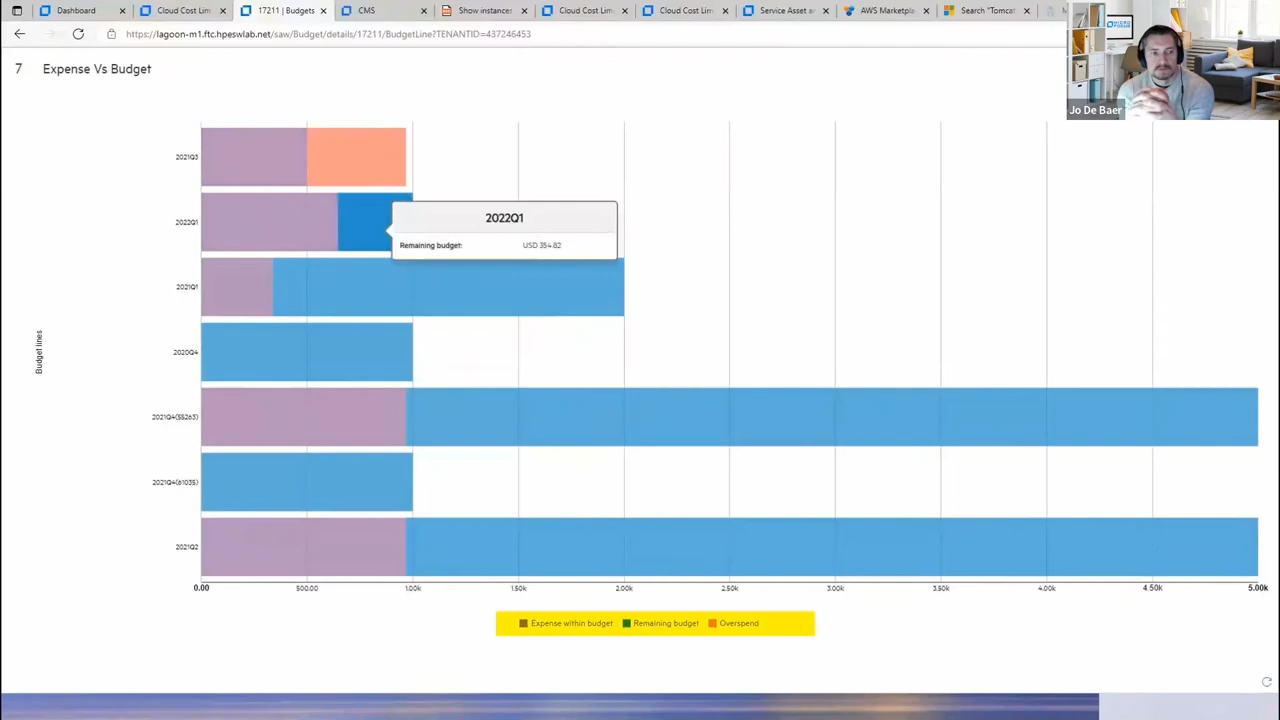 Dashboard
Cloud Cost Lim
17211 | Budgets
CMS
Show instances
Cloud Cost Lim
Cloud Cost Lim
Service Asset ar
AWS Marketpla
Search "Tomcat
https://lagoon-m1.ftc.hpeswlab.net/saw/Budget/details/17211/BudgetLine?TENANTID=437246453
7 Expense Vs Budget
Jo De Baer
2021Q3
2022Q1
2022Q1
Remaining budget: USD 354.82
2021Q1
2020Q4
Budget lines
2021Q4(55263)
2021Q4(61035)
2021Q2
0.00 500.00 1.00k 1.50k 2.00k 2.50k 3.00k 3.50k 4.00k 4.50k 5.00k
Expense within budget Remaining budget Overspend